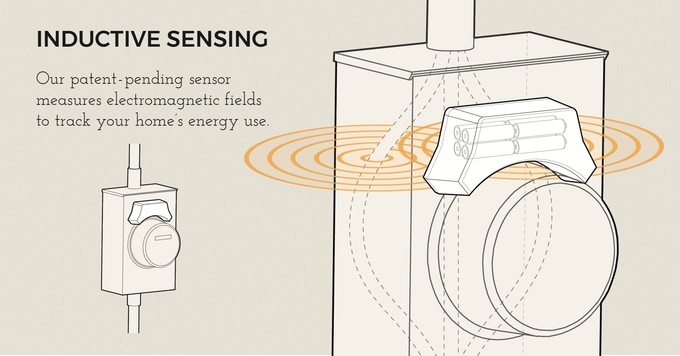 INDUCTIVE SENSING
Our patent-pending sensor
measures electromagnetic fields
to track your home's energy use.